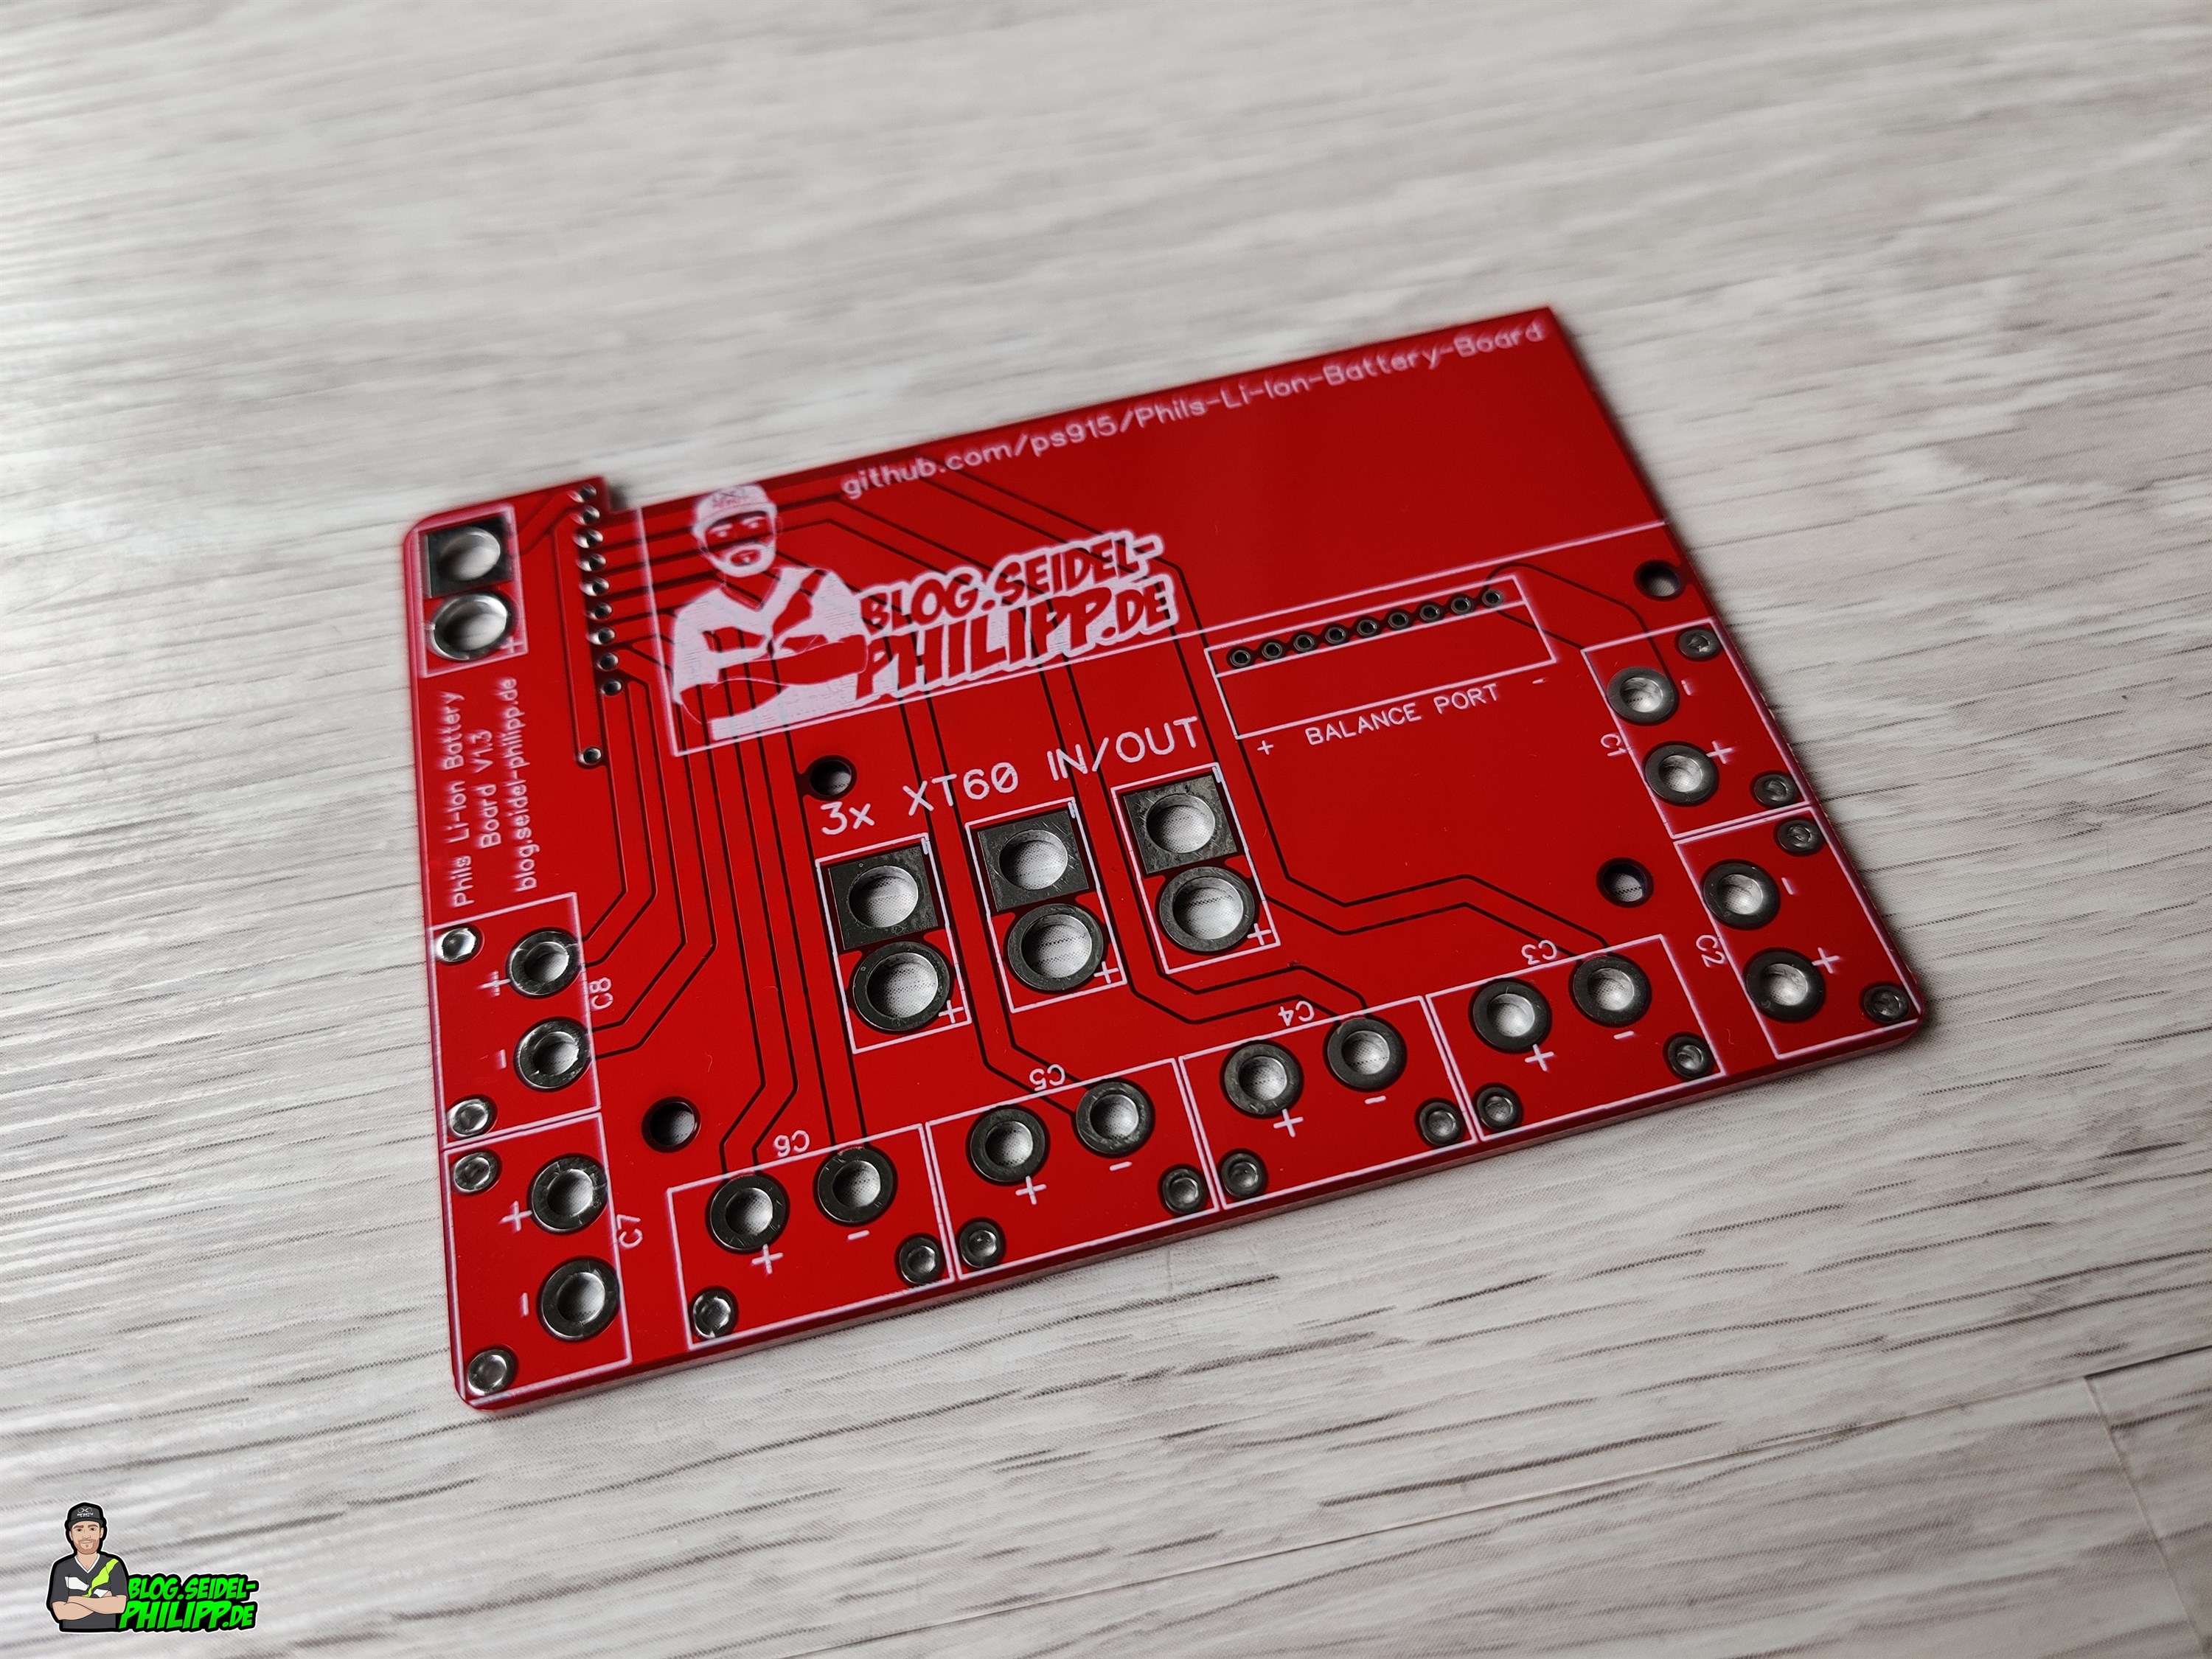 github.com/ps915/Phils-Li-Ion-Battery-Board
BLOG.SEIDEL-
PHILIPP.DE
+
Phils Li-Ion Battery
Board V1.3
blog.seidel-philipp.de
3x XT60 IN/OUT
+
+
+
+ BALANCE PORT -
- C1 +
- C2 +
C3
+ -
C4
+ -
C5
+ -
C6
+ -
+ C7 -
+ C8 -
BLOG.SEIDEL-
PHILIPP.DE